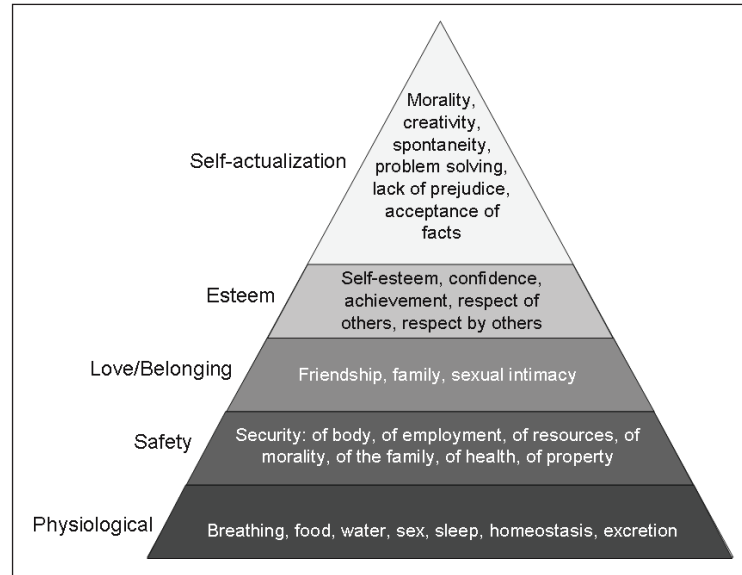 Morality,
creativity,
spontaneity,
problem solving,
lack of prejudice,
acceptance of
facts
Self-actualization
Self-esteem, confidence,
achievement, respect of
others, respect by others
Esteem
Friendship, family, sexual intimacy
Love/Belonging
Security: of body, of employment, of resources, of
morality, of the family, of health, of property
Safety
Breathing, food, water, sex, sleep, homeostasis, excretion
Physiological